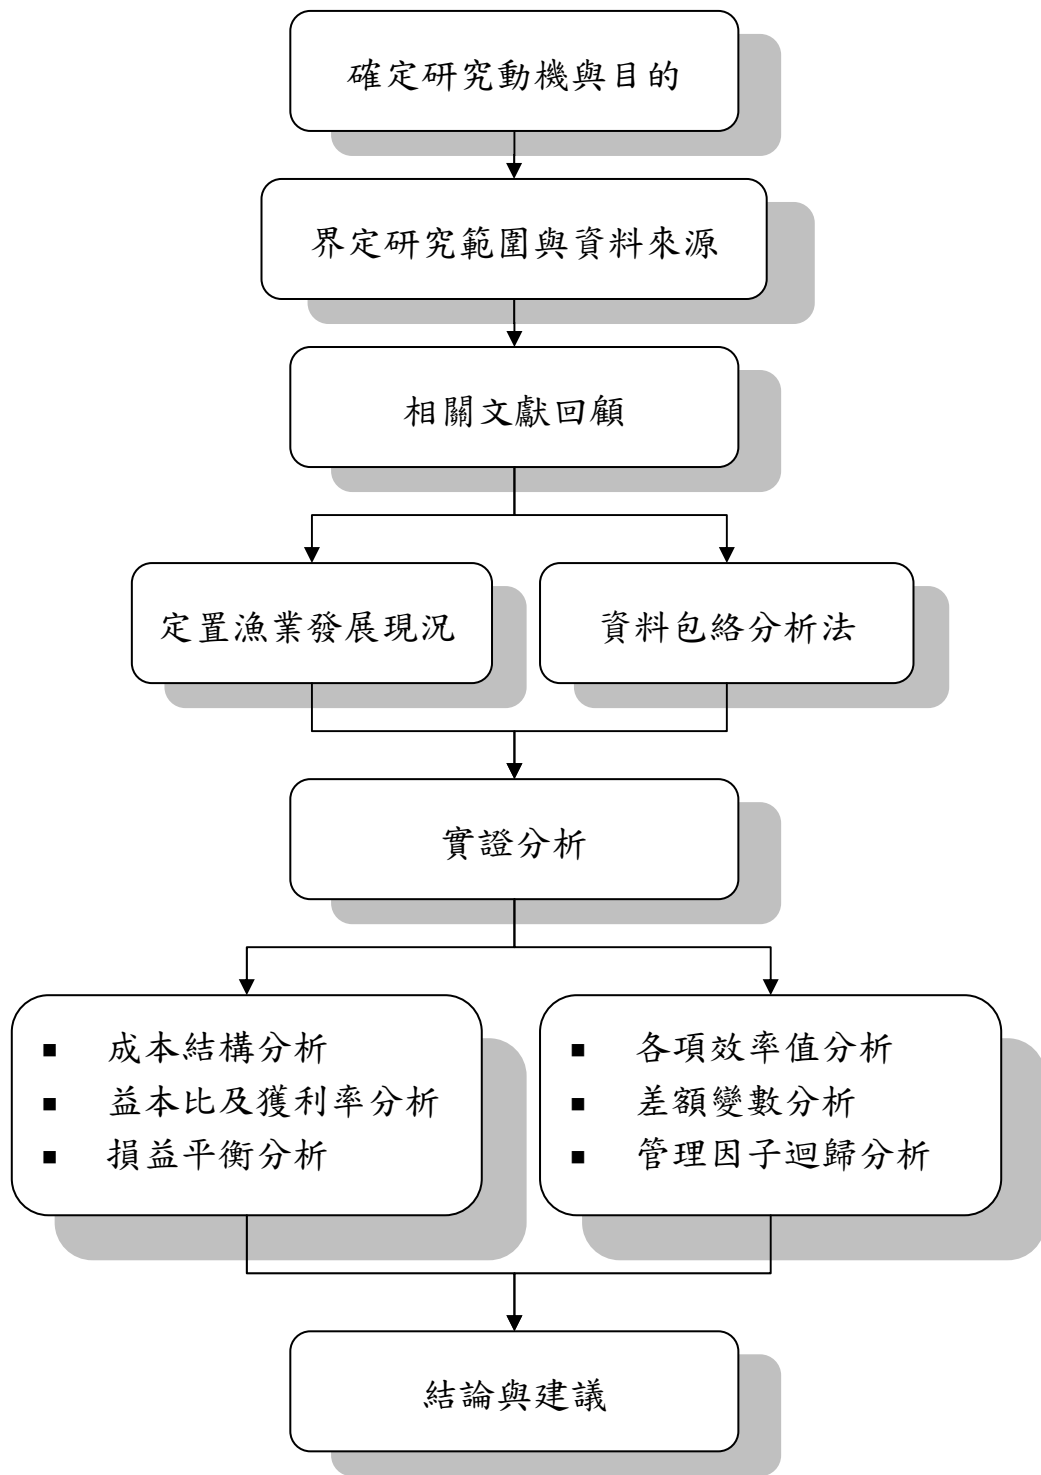 確定研究動機與目的
界定研究範圍與資料來源
相關文獻回顧
定置漁業發展現況
資料包絡分析法
實證分析
▪ 成本結構分析
▪ 益本比及獲利率分析
▪ 損益平衡分析
▪ 各項效率值分析
▪ 差額變數分析
▪ 管理因子迴歸分析
結論與建議